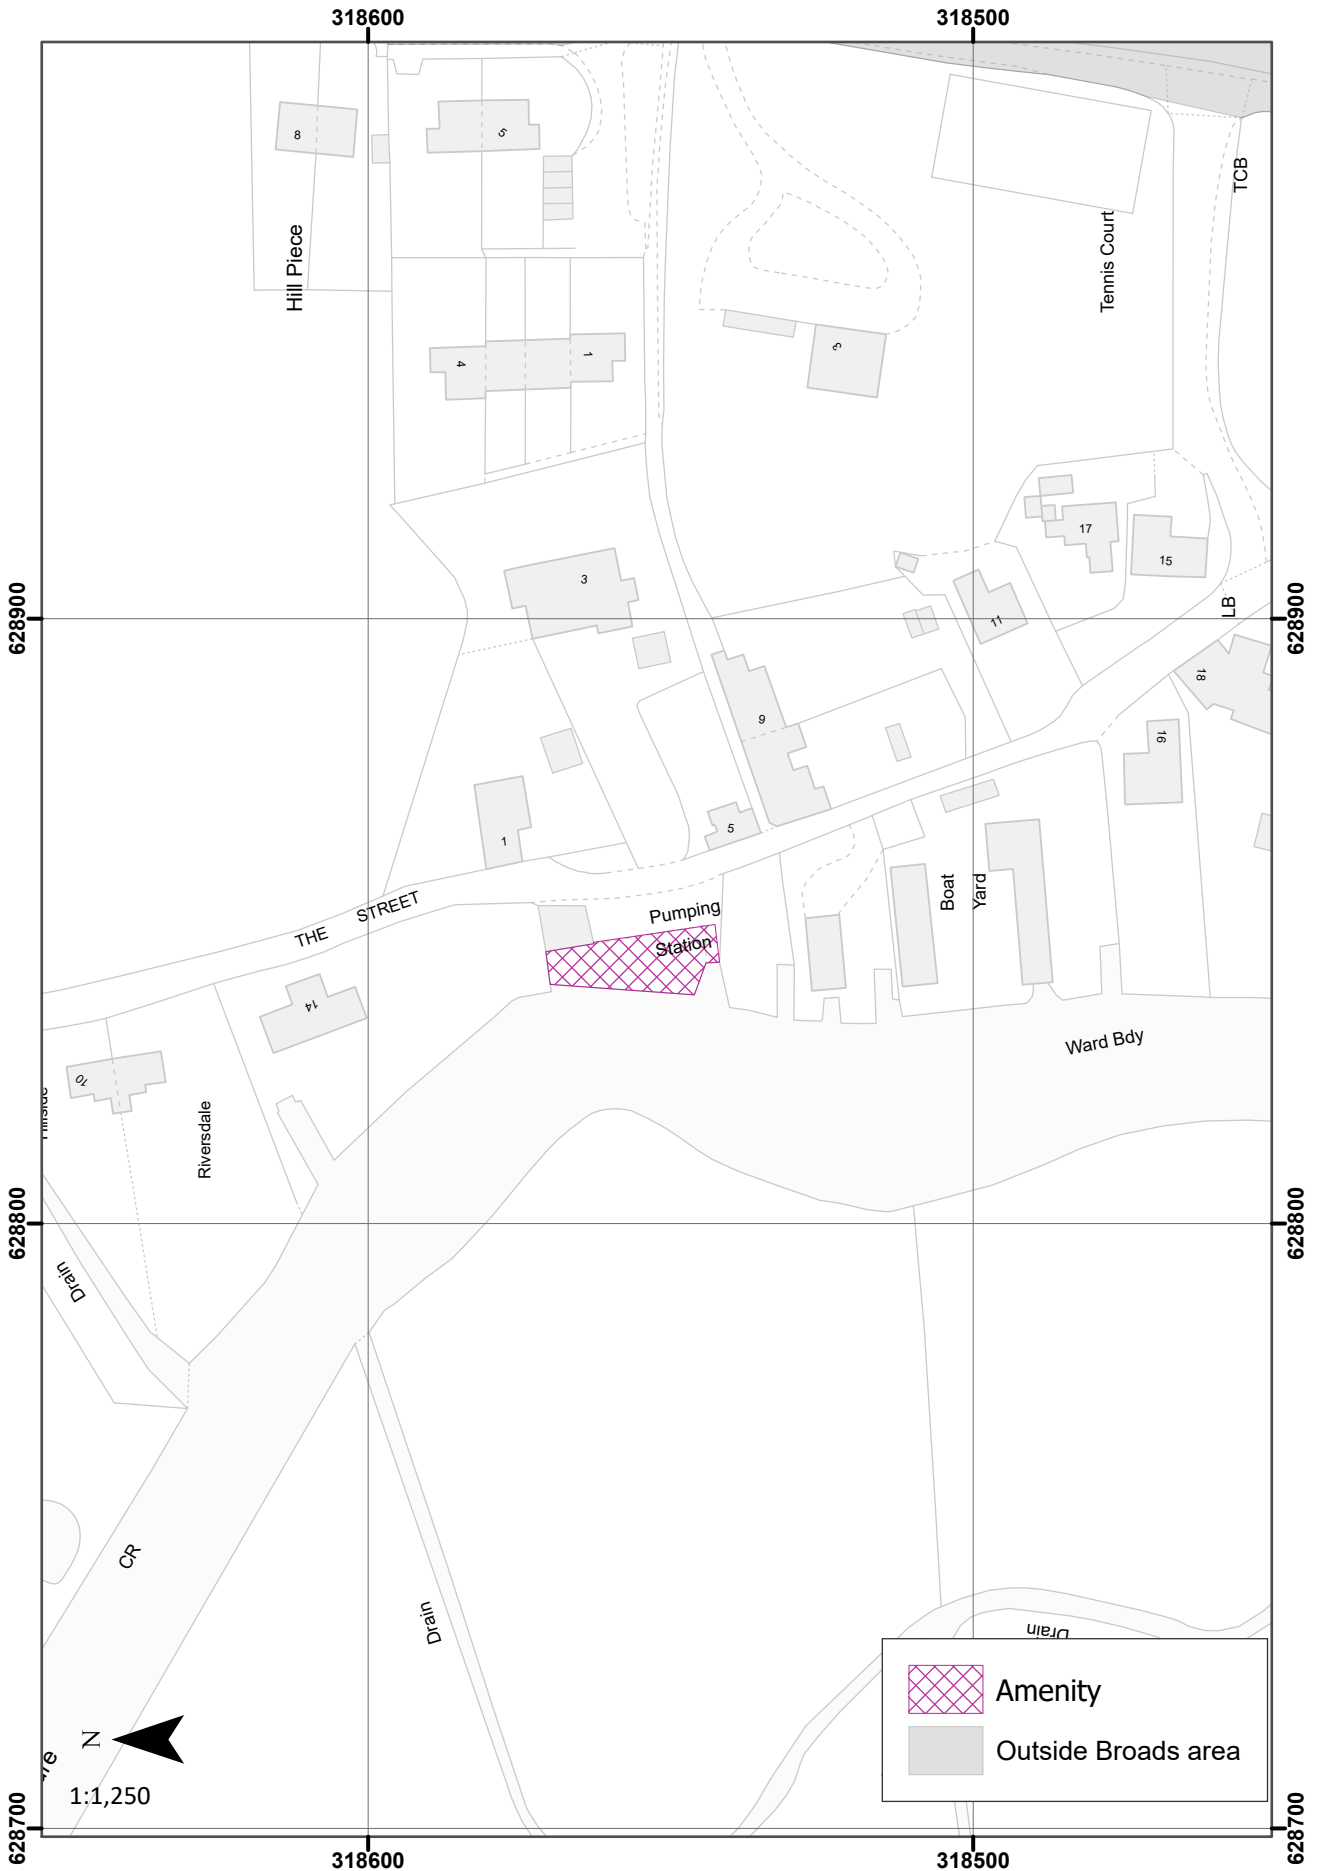 318600
318500
8
5
TCB
Hill Piece
Tennis Court
4
1
3
17
15
3
LB
628900
628900
11
18
9
16
5
1
Boat
Yard
THE STREET
Pumping
Station
14
Ward Bdy
10
Riversdale
628800
628800
Drain
CR
Drain
Drain
Amenity
Outside Broads area
N
1:1,250
628700
628700
318600
318500